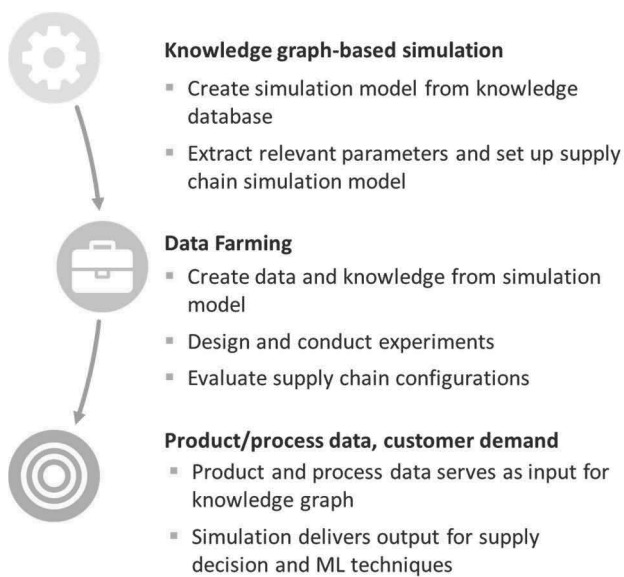 Knowledge graph-based simulation
▪ Create simulation model from knowledge
database
▪ Extract relevant parameters and set up supply
chain simulation model
Data Farming
▪ Create data and knowledge from simulation
model
▪ Design and conduct experiments
▪ Evaluate supply chain configurations
Product/process data, customer demand
▪ Product and process data serves as input for
knowledge graph
▪ Simulation delivers output for supply
decision and ML techniques